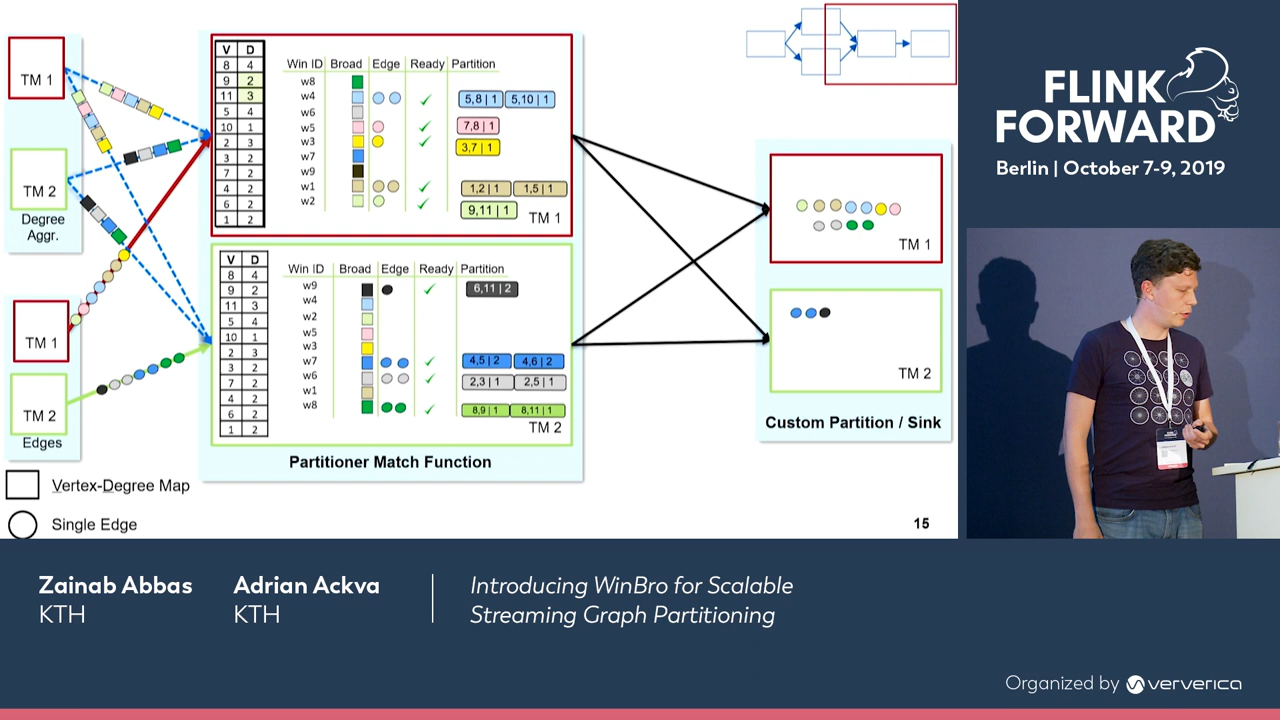 TM 1
TM 2
Degree
Aggr.
TM 1
TM 2
Edges
V D
8 4
9 2
11 3
5 4
10 1
2 3
3 2
7 2
4 2
6 2
1 2
Win ID Broad Edge Ready Partition
w8
w4 5,8 | 1 5,10 | 1
w6
w5 7,8 | 1
w3 3,7 | 1
w7
w9
w1 1,2 | 1 1,5 | 1
w2 9,11 | 1
TM 1
V D
8 4
9 2
11 3
5 4
10 1
2 3
3 2
7 2
4 2
6 2
1 2
Win ID Broad Edge Ready Partition
w9 6,11 | 2
w4
w2
w5
w3
w7 4,5 | 2 4,6 | 2
w6 2,3 | 1 2,5 | 1
w1
w8 8,9 | 1 8,11 | 1
TM 2
Partitioner Match Function
TM 1
TM 2
Custom Partition / Sink
Vertex-Degree Map
Single Edge
15
FLINK
FORWARD
Berlin | October 7-9, 2019
Zainab Abbas
KTH
Adrian Ackva
KTH
Introducing WinBro for Scalable
Streaming Graph Partitioning
Organized by ververica